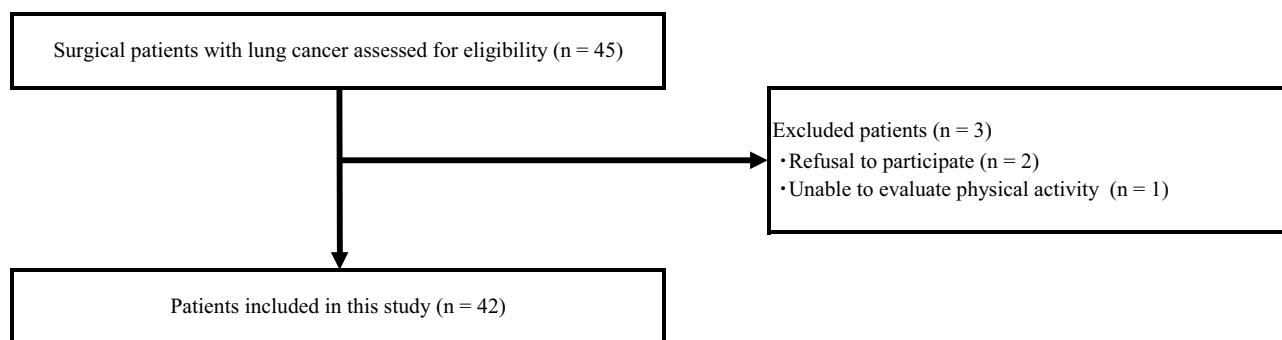 Surgical patients with lung cancer assessed for eligibility (n = 45)
Excluded patients (n = 3)
・Refusal to participate (n = 2)
・Unable to evaluate physical activity (n = 1)
Patients included in this study (n = 42)